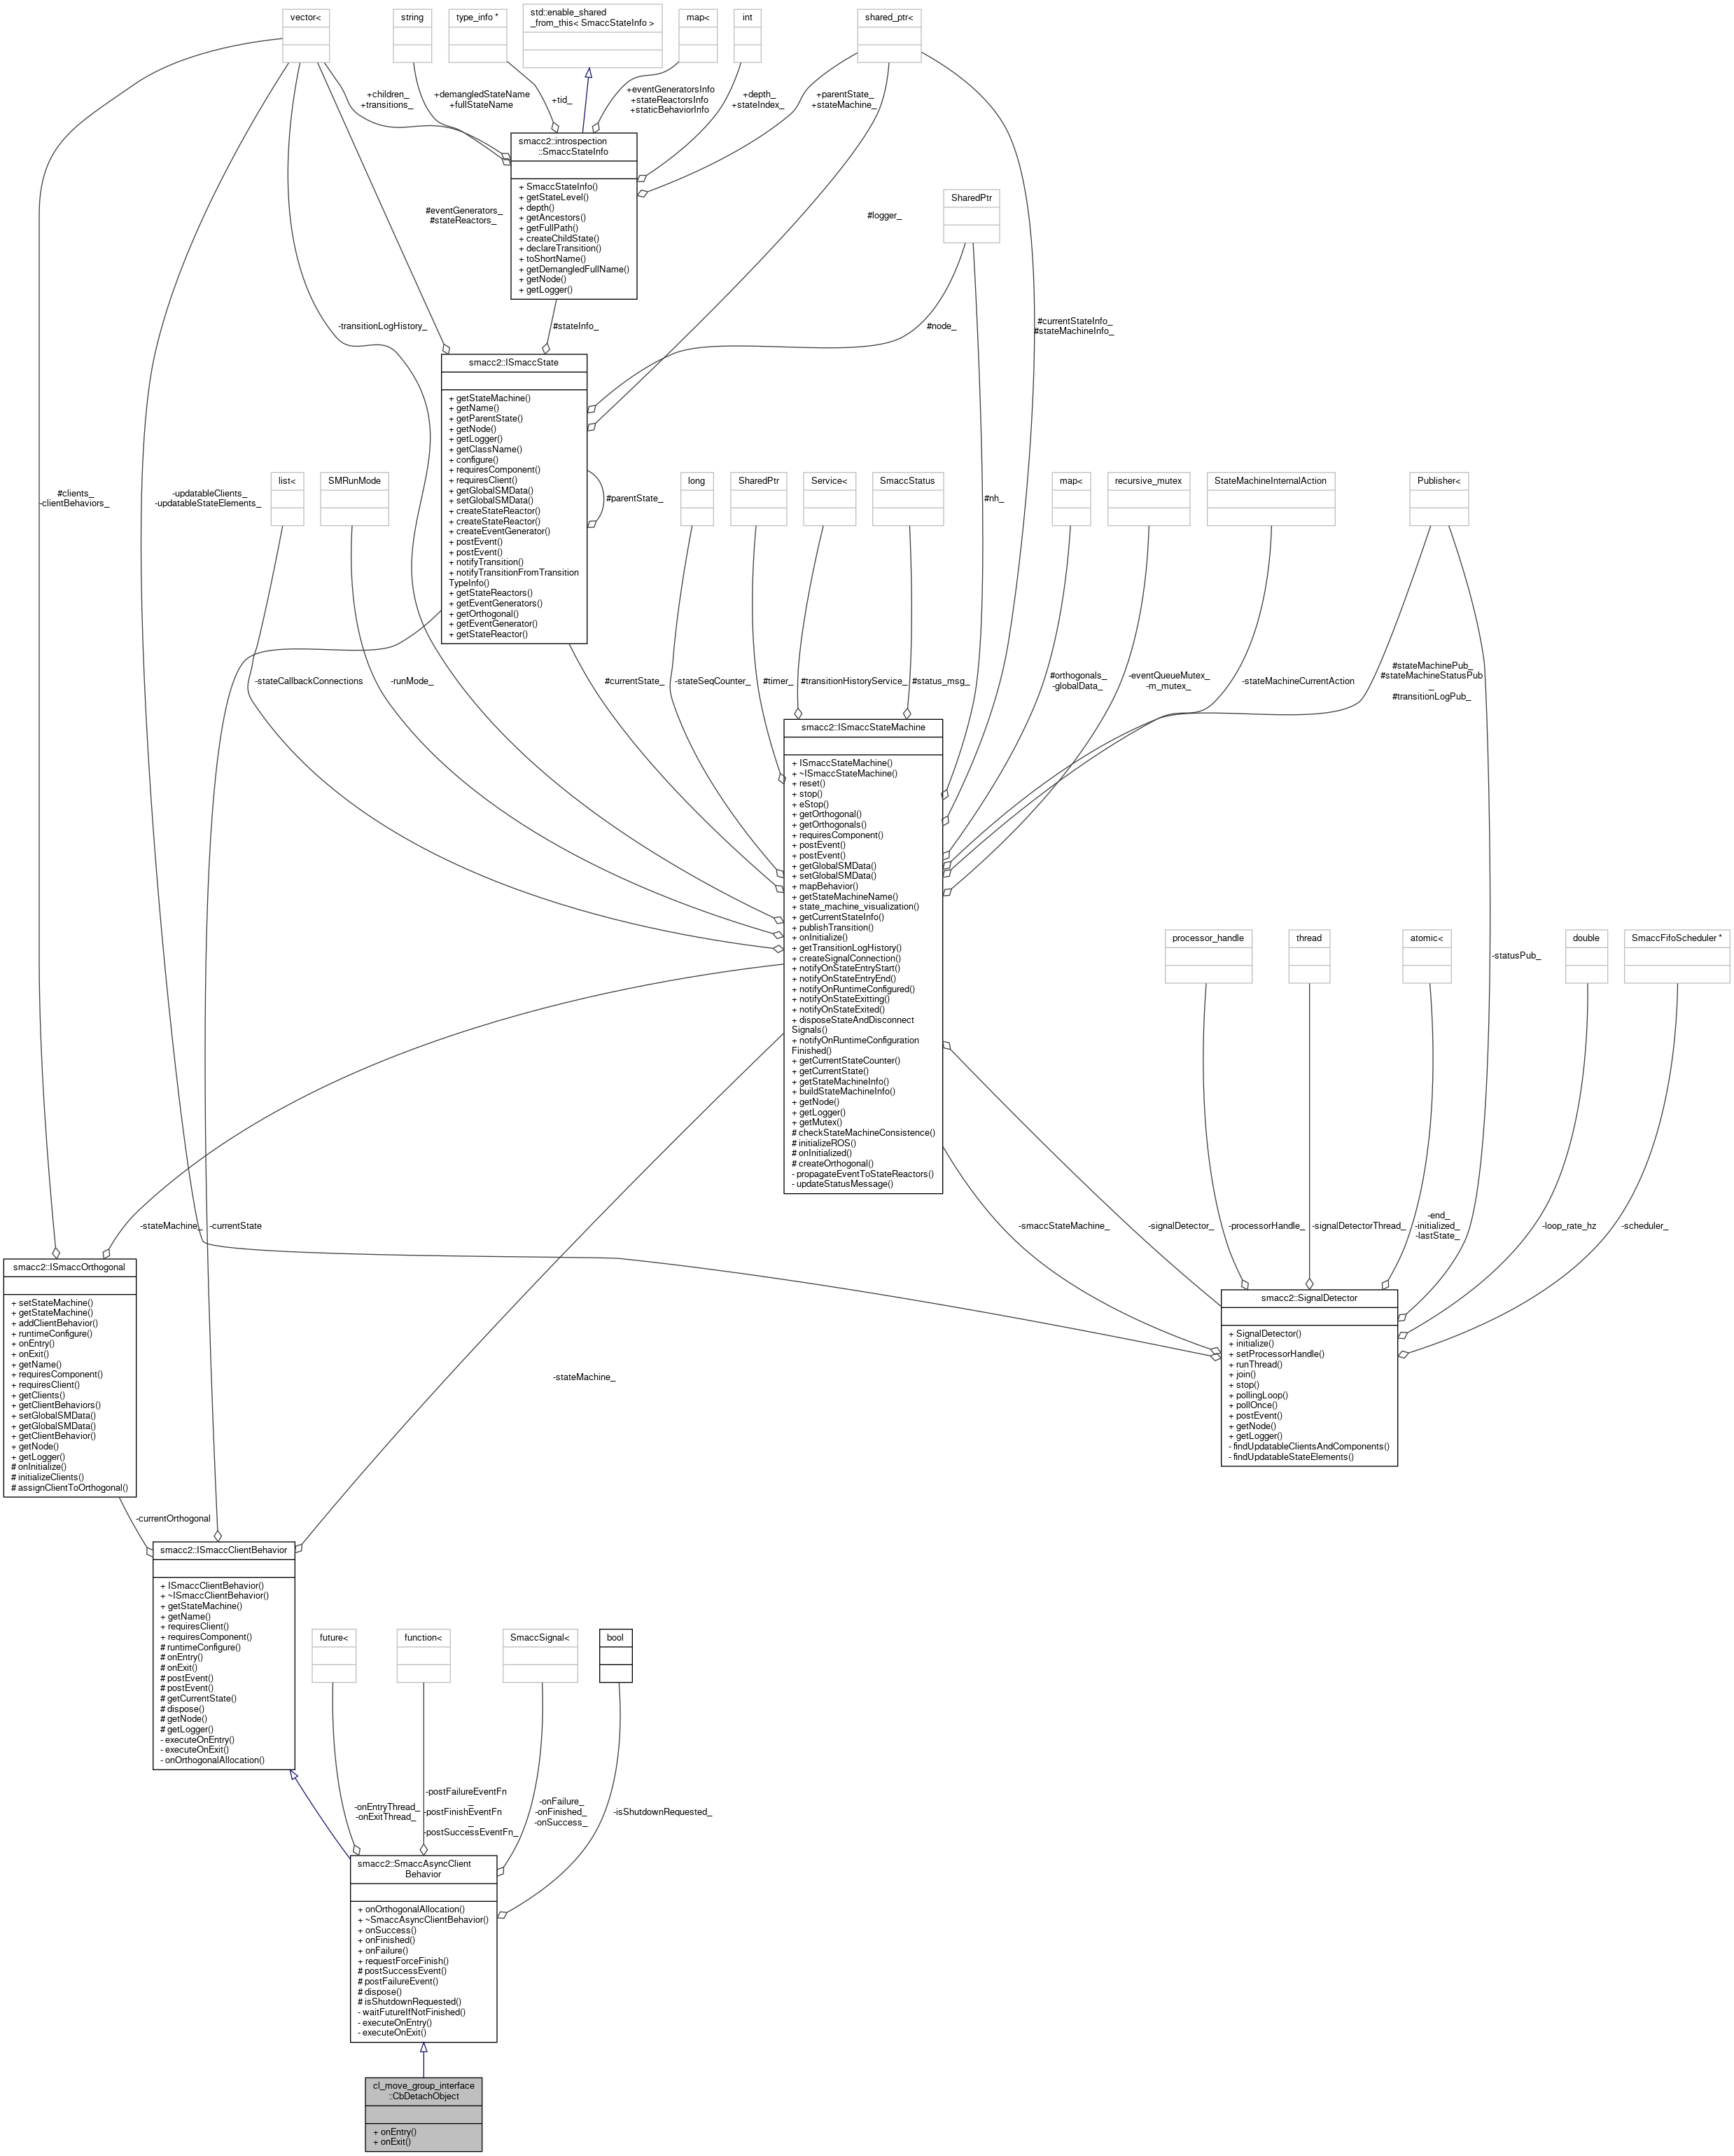 vector<
string
type_info *
std::enable_shared
_from_this< SmaccStateInfo >
map<
int
shared_ptr<
+children_
+transitions_
+demangledStateName
+fullStateName
+tid_
+eventGeneratorsInfo
+stateReactorsInfo
+staticBehaviorInfo
+depth_
+stateIndex_
+parentState_
+stateMachine_
smacc2::introspection
::SmaccStateInfo
+ SmaccStateInfo()
+ getStateLevel()
+ depth()
+ getAncestors()
+ getFullPath()
+ createChildState()
+ declareTransition()
+ toShortName()
+ getDemangledFullName()
+ getNode()
+ getLogger()
SharedPtr
#eventGenerators_
#stateReactors_
#logger_
-transitionLogHistory_
#stateInfo_
#node_
#currentStateInfo_
#stateMachineInfo_
smacc2::ISmaccState
+ getStateMachine()
+ getName()
+ getParentState()
+ getNode()
+ getLogger()
+ getClassName()
+ configure()
+ requiresComponent()
+ requiresClient()
+ getGlobalSMData()
+ setGlobalSMData()
+ createStateReactor()
+ createStateReactor()
+ createEventGenerator()
+ postEvent()
+ postEvent()
+ notifyTransition()
+ notifyTransitionFromTransition
TypeInfo()
+ getStateReactors()
+ getEventGenerators()
+ getOrthogonal()
+ getEventGenerator()
+ getStateReactor()
#parentState_
#clients_
-clientBehaviors_
-updatableClients_
-updatableStateElements_
list<
SMRunMode
long
SharedPtr
Service<
SmaccStatus
#nh_
map<
recursive_mutex
StateMachineInternalAction
Publisher<
-stateCallbackConnections
-runMode_
#currentState_
-stateSeqCounter_
#timer_
#transitionHistoryService_
#status_msg_
#orthogonals_
-globalData_
-eventQueueMutex_
-m_mutex_
-stateMachineCurrentAction
#stateMachinePub_
#stateMachineStatusPub
_
#transitionLogPub_
smacc2::ISmaccStateMachine
+ ISmaccStateMachine()
+ ~ISmaccStateMachine()
+ reset()
+ stop()
+ eStop()
+ getOrthogonal()
+ getOrthogonals()
+ requiresComponent()
+ postEvent()
+ postEvent()
+ getGlobalSMData()
+ setGlobalSMData()
+ mapBehavior()
+ getStateMachineName()
+ state_machine_visualization()
+ getCurrentStateInfo()
+ publishTransition()
+ onInitialize()
+ getTransitionLogHistory()
+ createSignalConnection()
+ notifyOnStateEntryStart()
+ notifyOnStateEntryEnd()
+ notifyOnRuntimeConfigured()
+ notifyOnStateExitting()
+ notifyOnStateExited()
+ disposeStateAndDisconnect
Signals()
+ notifyOnRuntimeConfiguration
Finished()
+ getCurrentStateCounter()
+ getCurrentState()
+ getStateMachineInfo()
+ buildStateMachineInfo()
+ getNode()
+ getLogger()
+ getMutex()
# checkStateMachineConsistence()
# initializeROS()
# onInitialized()
# createOrthogonal()
- propagateEventToStateReactors()
- updateStatusMessage()
processor_handle
thread
atomic<
double
SmaccFifoScheduler *
-statusPub_
-stateMachine_
-currentState
-smaccStateMachine_
-signalDetector_
-processorHandle_
-signalDetectorThread_
-end_
-initialized_
-lastState_
-loop_rate_hz
-scheduler_
smacc2::ISmaccOrthogonal
+ setStateMachine()
+ getStateMachine()
+ addClientBehavior()
+ runtimeConfigure()
+ onEntry()
+ onExit()
+ getName()
+ requiresComponent()
+ requiresClient()
+ getClients()
+ getClientBehaviors()
+ setGlobalSMData()
+ getGlobalSMData()
+ getClientBehavior()
+ getNode()
+ getLogger()
# onInitialize()
# initializeClients()
# assignClientToOrthogonal()
smacc2::SignalDetector
+ SignalDetector()
+ initialize()
+ setProcessorHandle()
+ runThread()
+ join()
+ stop()
+ pollingLoop()
+ pollOnce()
+ postEvent()
+ getNode()
+ getLogger()
- findUpdatableClientsAndComponents()
- findUpdatableStateElements()
-stateMachine_
-currentOrthogonal
smacc2::ISmaccClientBehavior
+ ISmaccClientBehavior()
+ ~ISmaccClientBehavior()
+ getStateMachine()
+ getName()
+ requiresClient()
+ requiresComponent()
# runtimeConfigure()
# onEntry()
# onExit()
# postEvent()
# postEvent()
# getCurrentState()
# dispose()
# getNode()
# getLogger()
- executeOnEntry()
- executeOnExit()
- onOrthogonalAllocation()
future<
function<
SmaccSignal<
bool
-onEntryThread_
-onExitThread_
-postFailureEventFn
_
-postFinishEventFn
_
-postSuccessEventFn_
-onFailure_
-onFinished_
-onSuccess_
-isShutdownRequested_
smacc2::SmaccAsyncClient
Behavior
+ onOrthogonalAllocation()
+ ~SmaccAsyncClientBehavior()
+ onSuccess()
+ onFinished()
+ onFailure()
+ requestForceFinish()
# postSuccessEvent()
# postFailureEvent()
# dispose()
# isShutdownRequested()
- waitFutureIfNotFinished()
- executeOnEntry()
- executeOnExit()
cl_move_group_interface
::CbDetachObject
+ onEntry()
+ onExit()